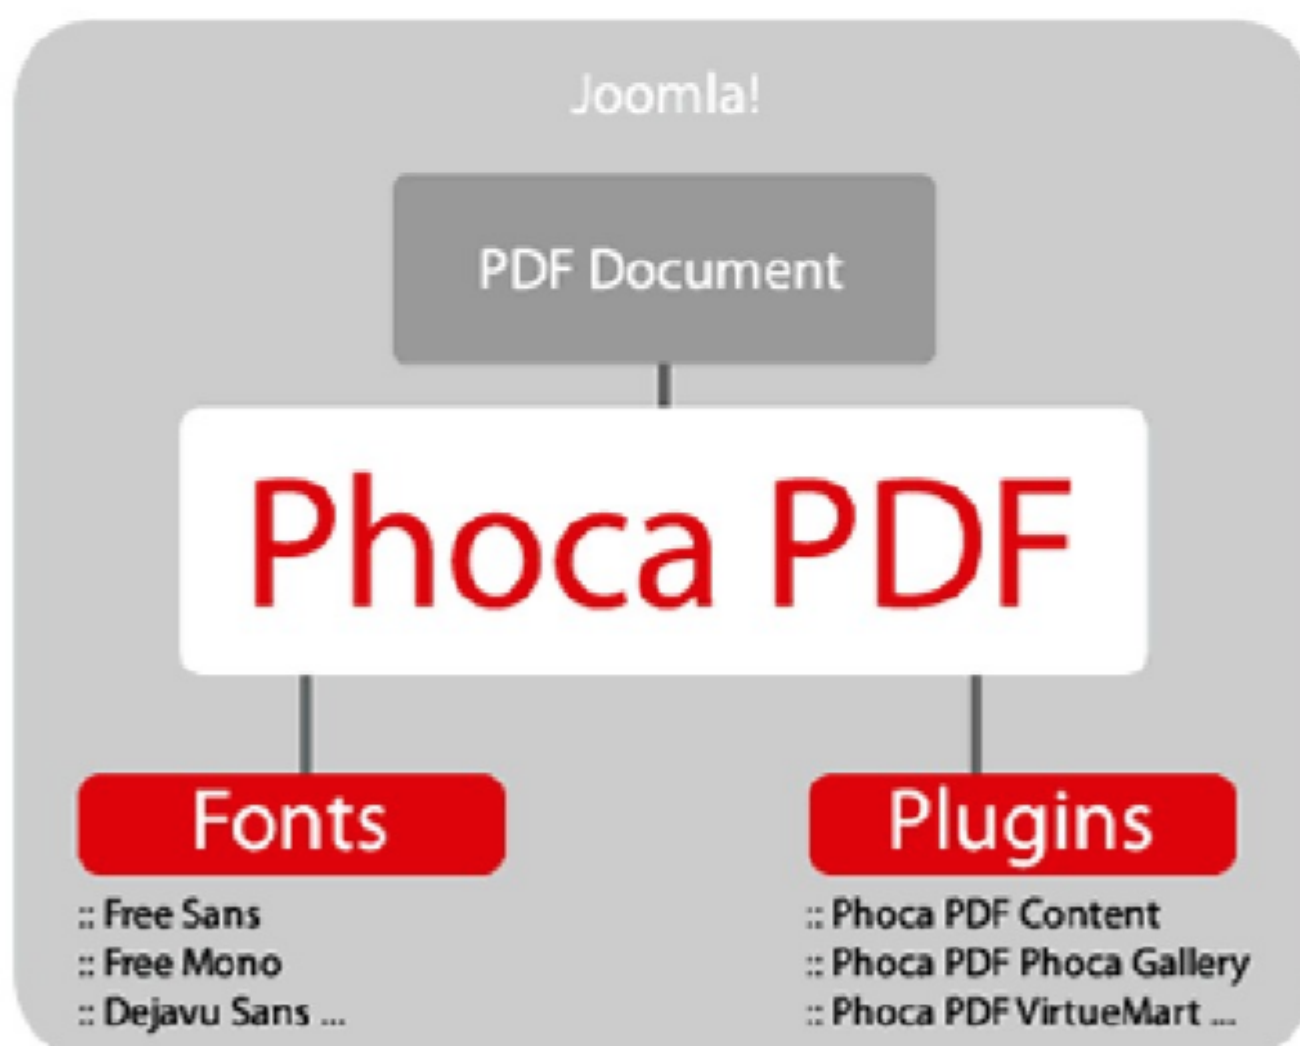 Joomla!
PDF Document
Phoca PDF
Fonts
:: Free Sans
:: Free Mono
:: Dejavu Sans ...
Plugins
:: Phoca PDF Content
:: Phoca PDF Phoca Gallery
:: Phoca PDF VirtueMart ...